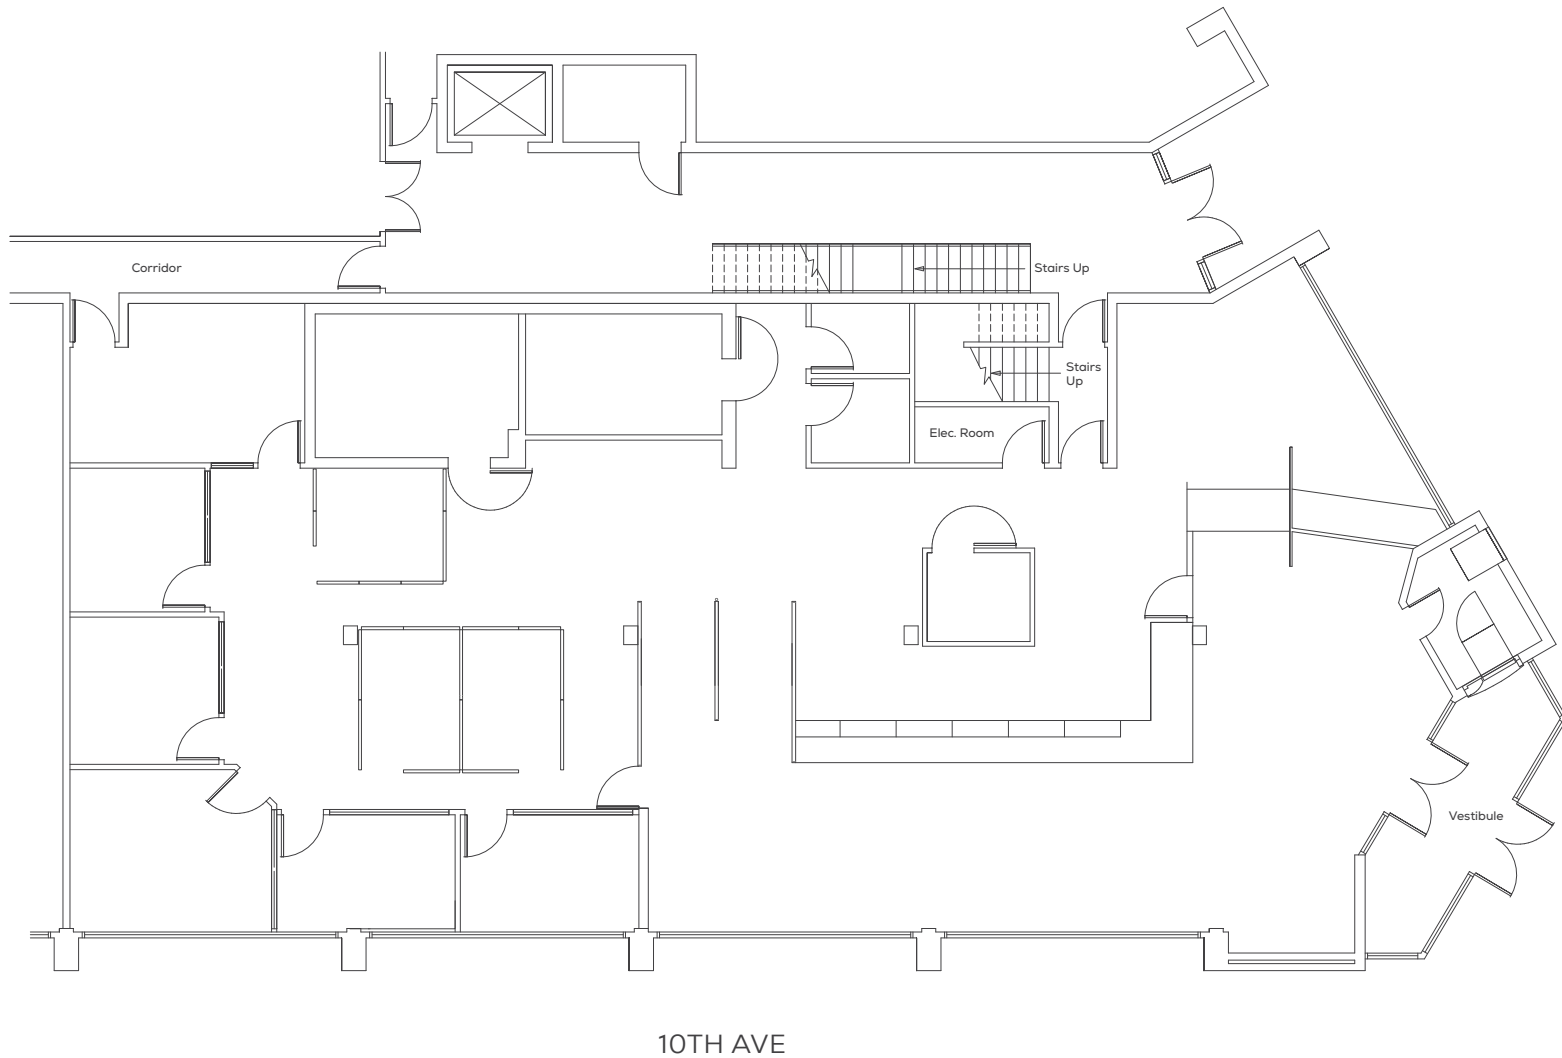 Corridor
Stairs Up
Stairs
Up
Elec. Room
Vestibule
10TH AVE